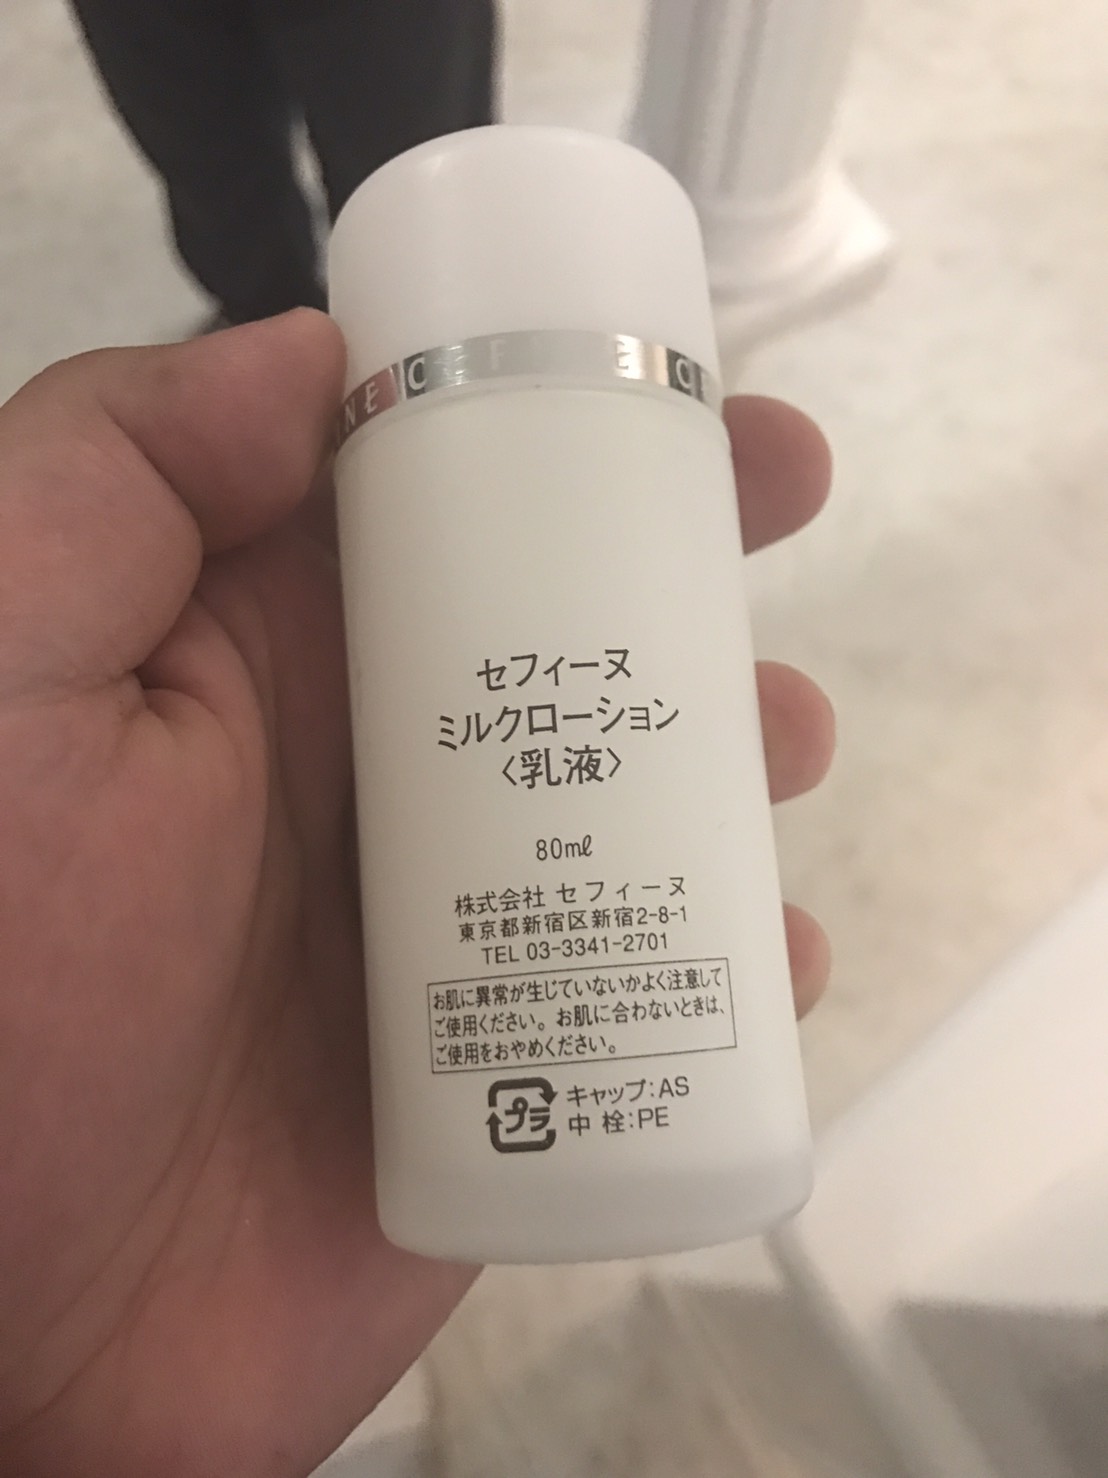 セフィーヌ
ミルクローション
〈乳液〉
80mℓ
株式会社 セフィーヌ
東京都新宿区新宿2-8-1
TEL 03-3341-2701
お肌に異常が生じていないかよく注意して
ご使用ください。お肌に合わないときは、
ご使用をおやめください。
プラ
キャップ:AS
中 栓:PE